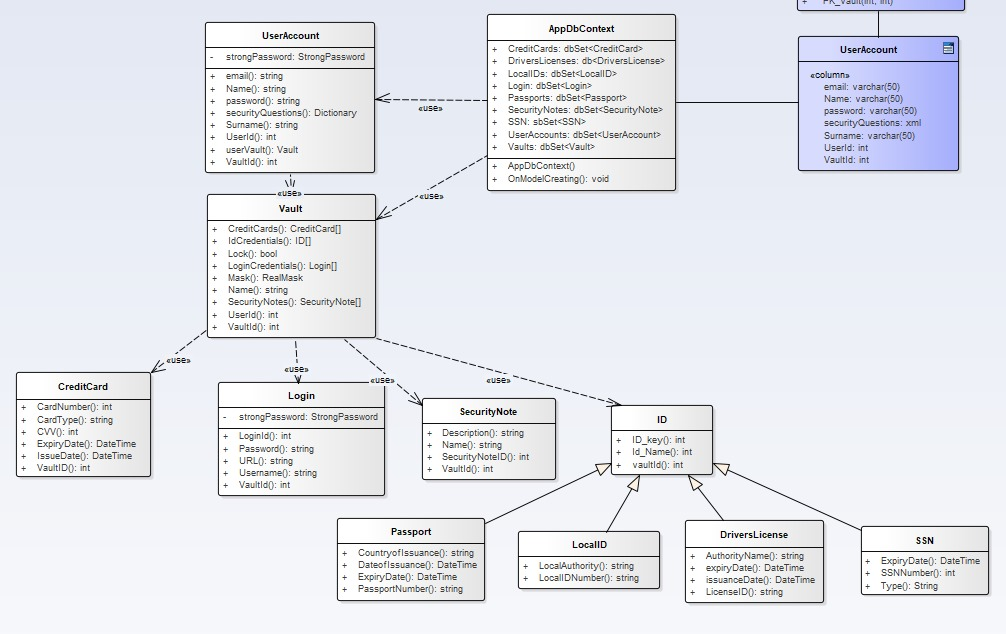 + PK_Vault(int, int)
UserAccount
- strongPassword: StrongPassword
+ email(): string
+ Name(): string
+ password(): string
+ securityQuestions(): Dictionary
+ Surname(): string
+ UserId(): int
+ userVault(): Vault
+ VaultId(): int
AppDbContext
+ CreditCards: dbSet<CreditCard>
+ DriversLicenses: db<DriversLicense>
+ LocalIDs: dbSet<LocalID>
+ Login: dbSet<Login>
+ Passports: dbSet<Passport>
+ SecurityNotes: dbSet<SecurityNote>
+ SSN: sbSet<SSN>
+ UserAccounts: dbSet<UserAccount>
+ Vaults: dbSet<Vault>
+ AppDbContext()
+ OnModelCreating(): void
UserAccount
«column»
email: varchar(50)
Name: varchar(50)
password: varchar(50)
securityQuestions: xml
Surname: varchar(50)
UserId: int
VaultId: int
«use»
«use»
«use»
Vault
+ CreditCards(): CreditCard[]
+ IdCredentials(): ID[]
+ Lock(): bool
+ LoginCredentials(): Login[]
+ Mask(): RealMask
+ Name(): string
+ SecurityNotes(): SecurityNote[]
+ UserId(): int
+ VaultId(): int
«use»
«use»
«use»
«use»
CreditCard
+ CardNumber(): int
+ CardType(): string
+ CVV(): int
+ ExpiryDate(): DateTime
+ IssueDate(): DateTime
+ VaultID(): int
Login
- strongPassword: StrongPassword
+ LoginId(): int
+ Password(): string
+ URL(): string
+ Username(): string
+ VaultId(): int
SecurityNote
+ Description(): string
+ Name(): string
+ SecurityNoteID(): int
+ VaultId(): int
ID
+ ID_key(): int
+ Id_Name(): int
+ vaultId(): int
Passport
+ CountryofIssuance(): string
+ DateofIssuance(): DateTime
+ ExpiryDate(): DateTime
+ PassportNumber(): String
LocalID
+ LocalAuthority(): string
+ LocalIDNumber(): string
DriversLicense
+ AuthorityName(): string
+ expiryDate(): DateTime
+ issuanceDate(): DateTime
+ LicenseID(): string
SSN
+ ExpiryDate(): DateTime
+ SSNNumber(): int
+ Type(): String